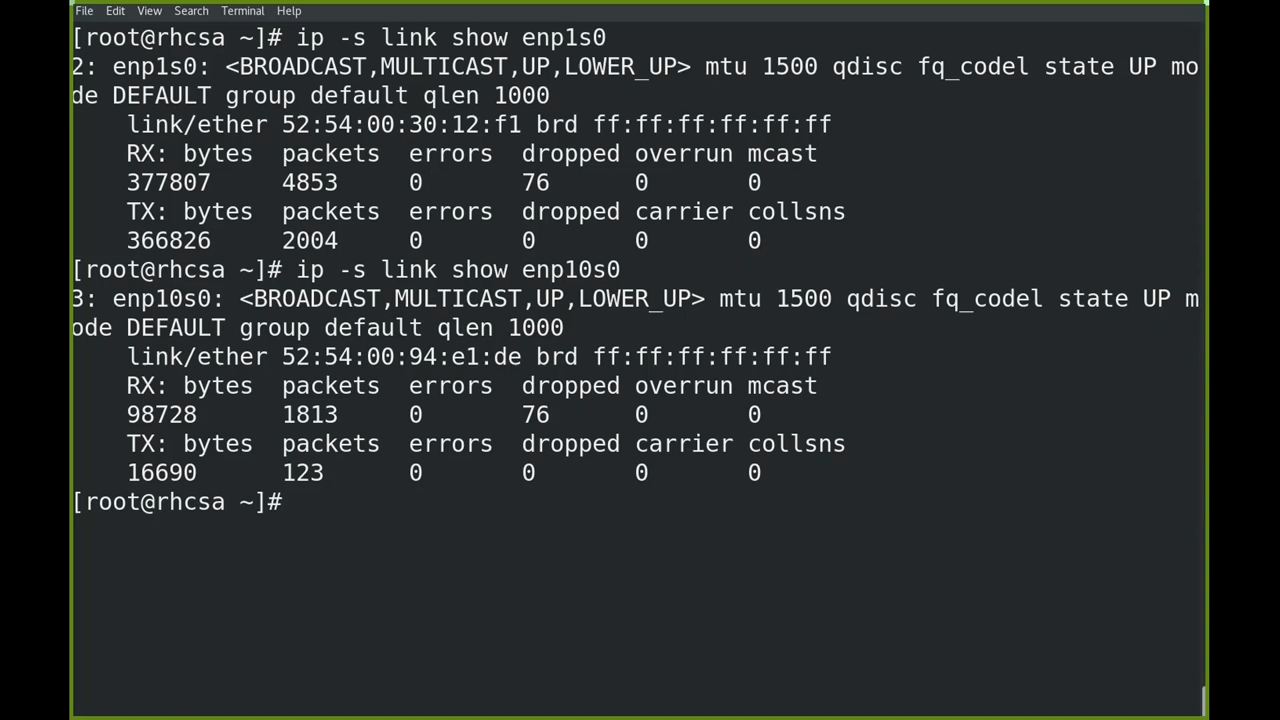 File Edit View Search Terminal Help
[root@rhcsa ~]# ip -s link show enp1s0
2: enp1s0: <BROADCAST,MULTICAST,UP,LOWER_UP> mtu 1500 qdisc fq_codel state UP mo
de DEFAULT group default qlen 1000
    link/ether 52:54:00:30:12:f1 brd ff:ff:ff:ff:ff:ff
    RX: bytes  packets  errors  dropped overrun mcast
    377807     4853     0       76      0       0
    TX: bytes  packets  errors  dropped carrier collsns
    366826     2004     0       0       0       0
[root@rhcsa ~]# ip -s link show enp10s0
3: enp10s0: <BROADCAST,MULTICAST,UP,LOWER_UP> mtu 1500 qdisc fq_codel state UP m
ode DEFAULT group default qlen 1000
    link/ether 52:54:00:94:e1:de brd ff:ff:ff:ff:ff:ff
    RX: bytes  packets  errors  dropped overrun mcast
    98728      1813     0       76      0       0
    TX: bytes  packets  errors  dropped carrier collsns
    16690      123      0       0       0       0
[root@rhcsa ~]#